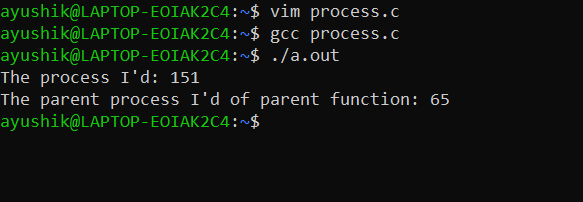 ayushik@LAPTOP-EOIAK2C4:~$ vim process.c
ayushik@LAPTOP-EOIAK2C4:~$ gcc process.c
ayushik@LAPTOP-EOIAK2C4:~$ ./a.out
The process I'd: 151
The parent process I'd of parent function: 65
ayushik@LAPTOP-EOIAK2C4:~$